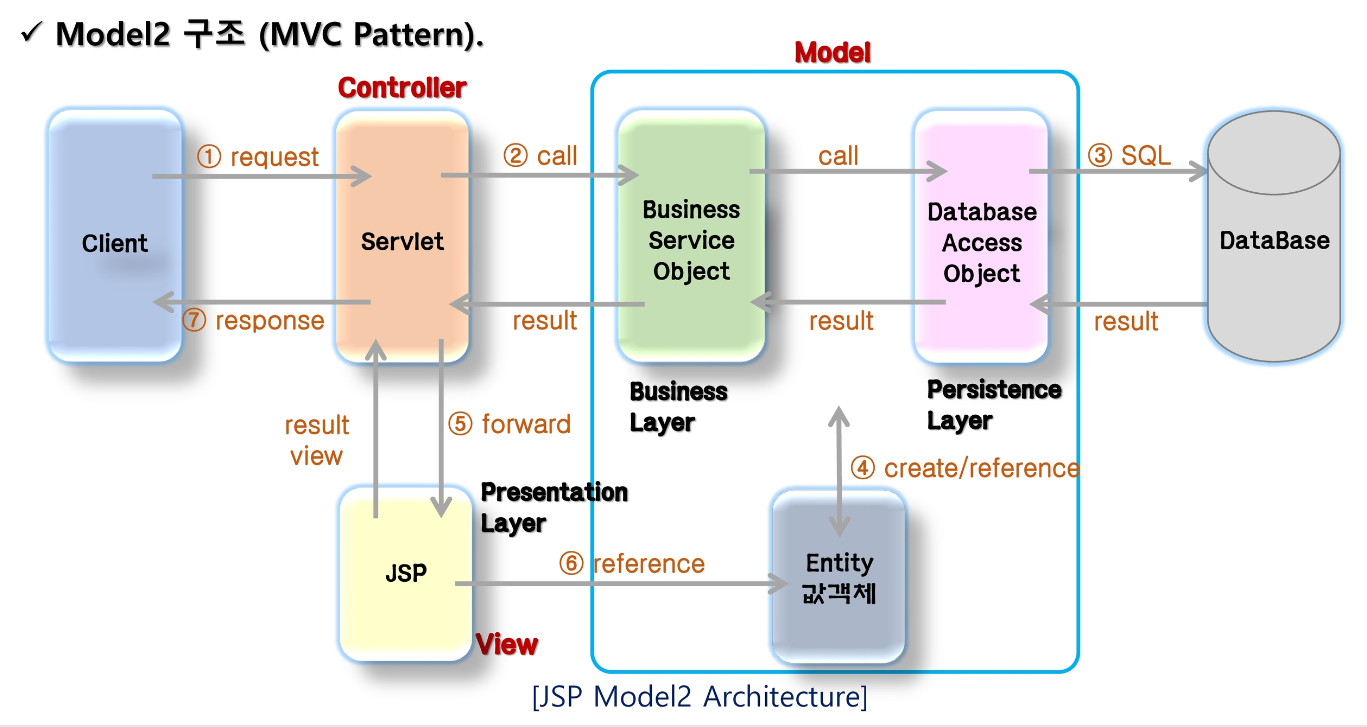 ✓ Model2 구조 (MVC Pattern).
Model
Controller
① request
② call
call
③ SQL
Client
Servlet
Business
Service
Object
Database
Access
Object
DataBase
⑦ response
result
result
result
Business
Layer
Persistence
Layer
result
view
⑤ forward
④ create/reference
Presentation
Layer
JSP
⑥ reference
Entity
값객체
View
[JSP Model2 Architecture]